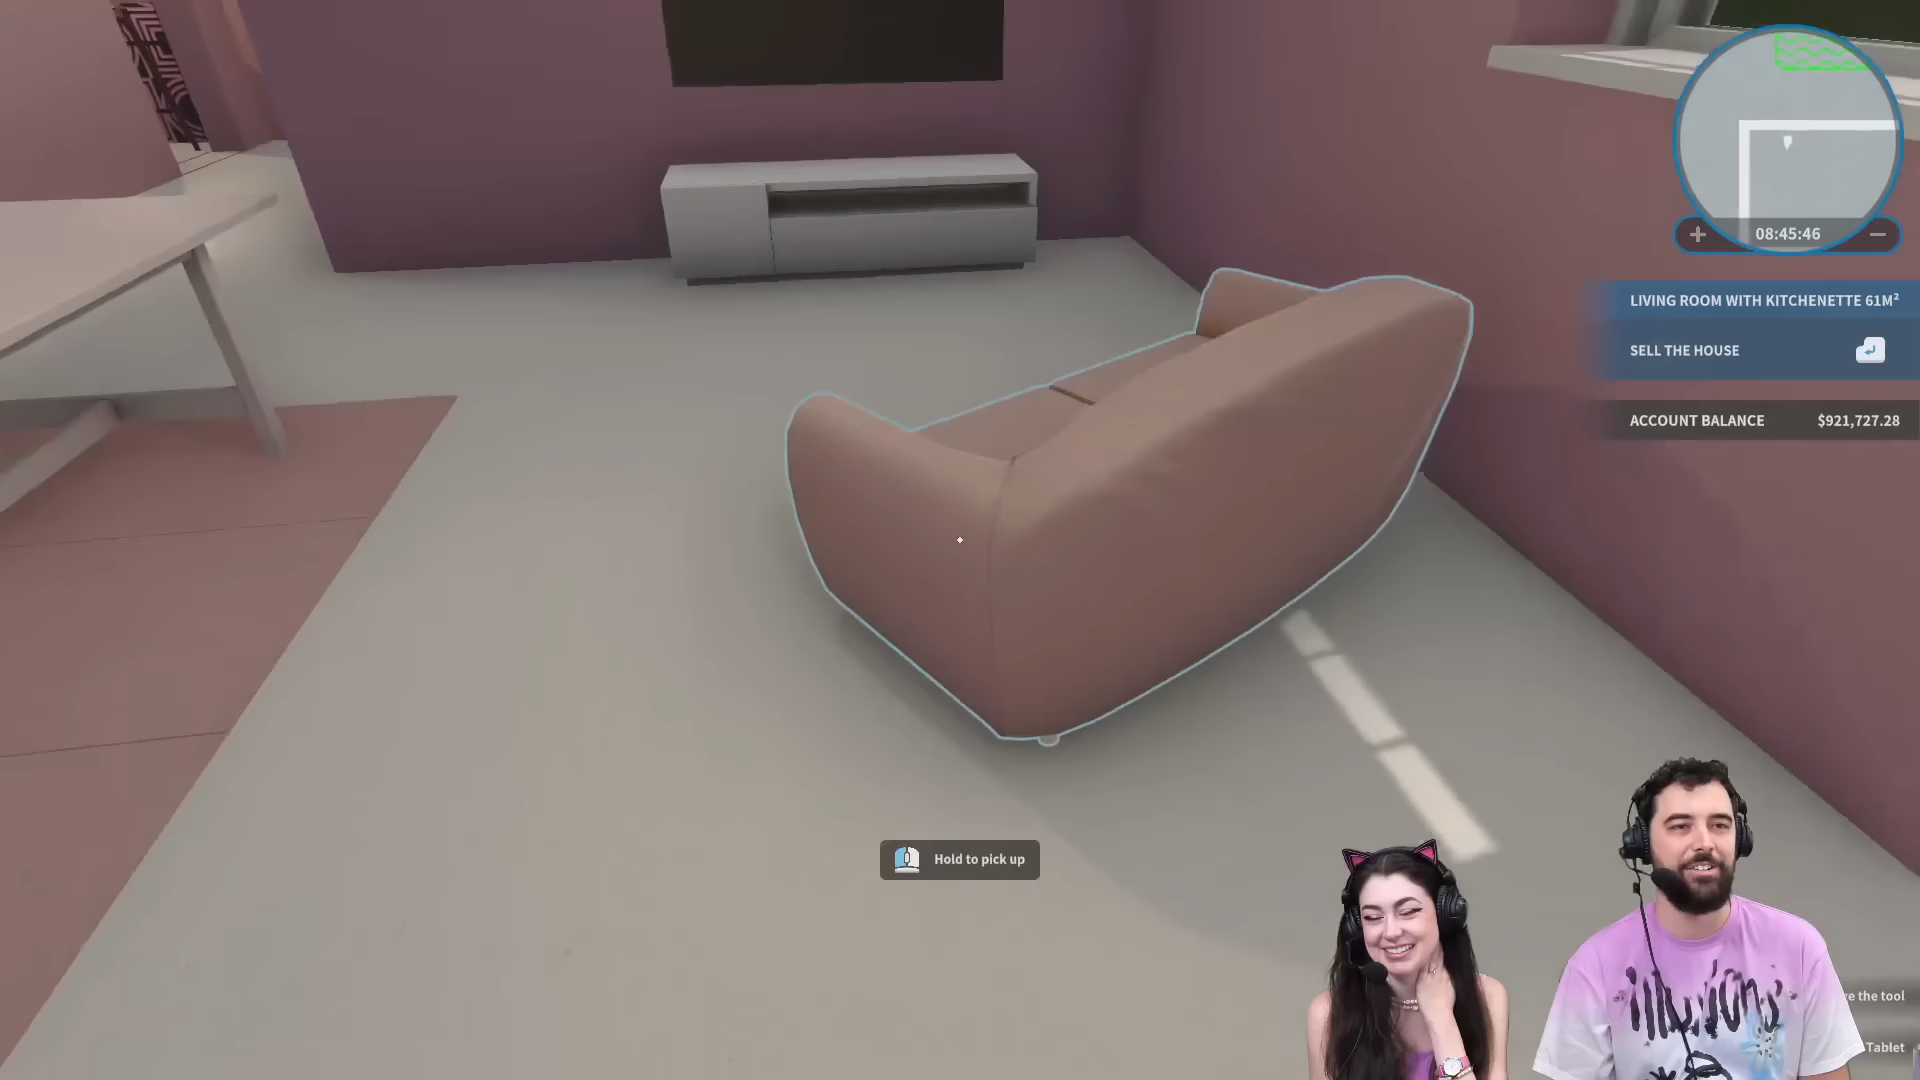 08:45:46
LIVING ROOM WITH KITCHENETTE 61M²
SELL THE HOUSE
ACCOUNT BALANCE $921,727.28
Hold to pick up
illusions
the tool
Tablet